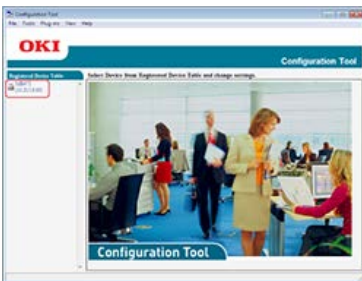 Configuration Tool
File Tools Plug-ins View Help
OKI
Configuration Tool
Registered Device Table
Select Device from Registered Device Table and change settings.
Configuration Tool